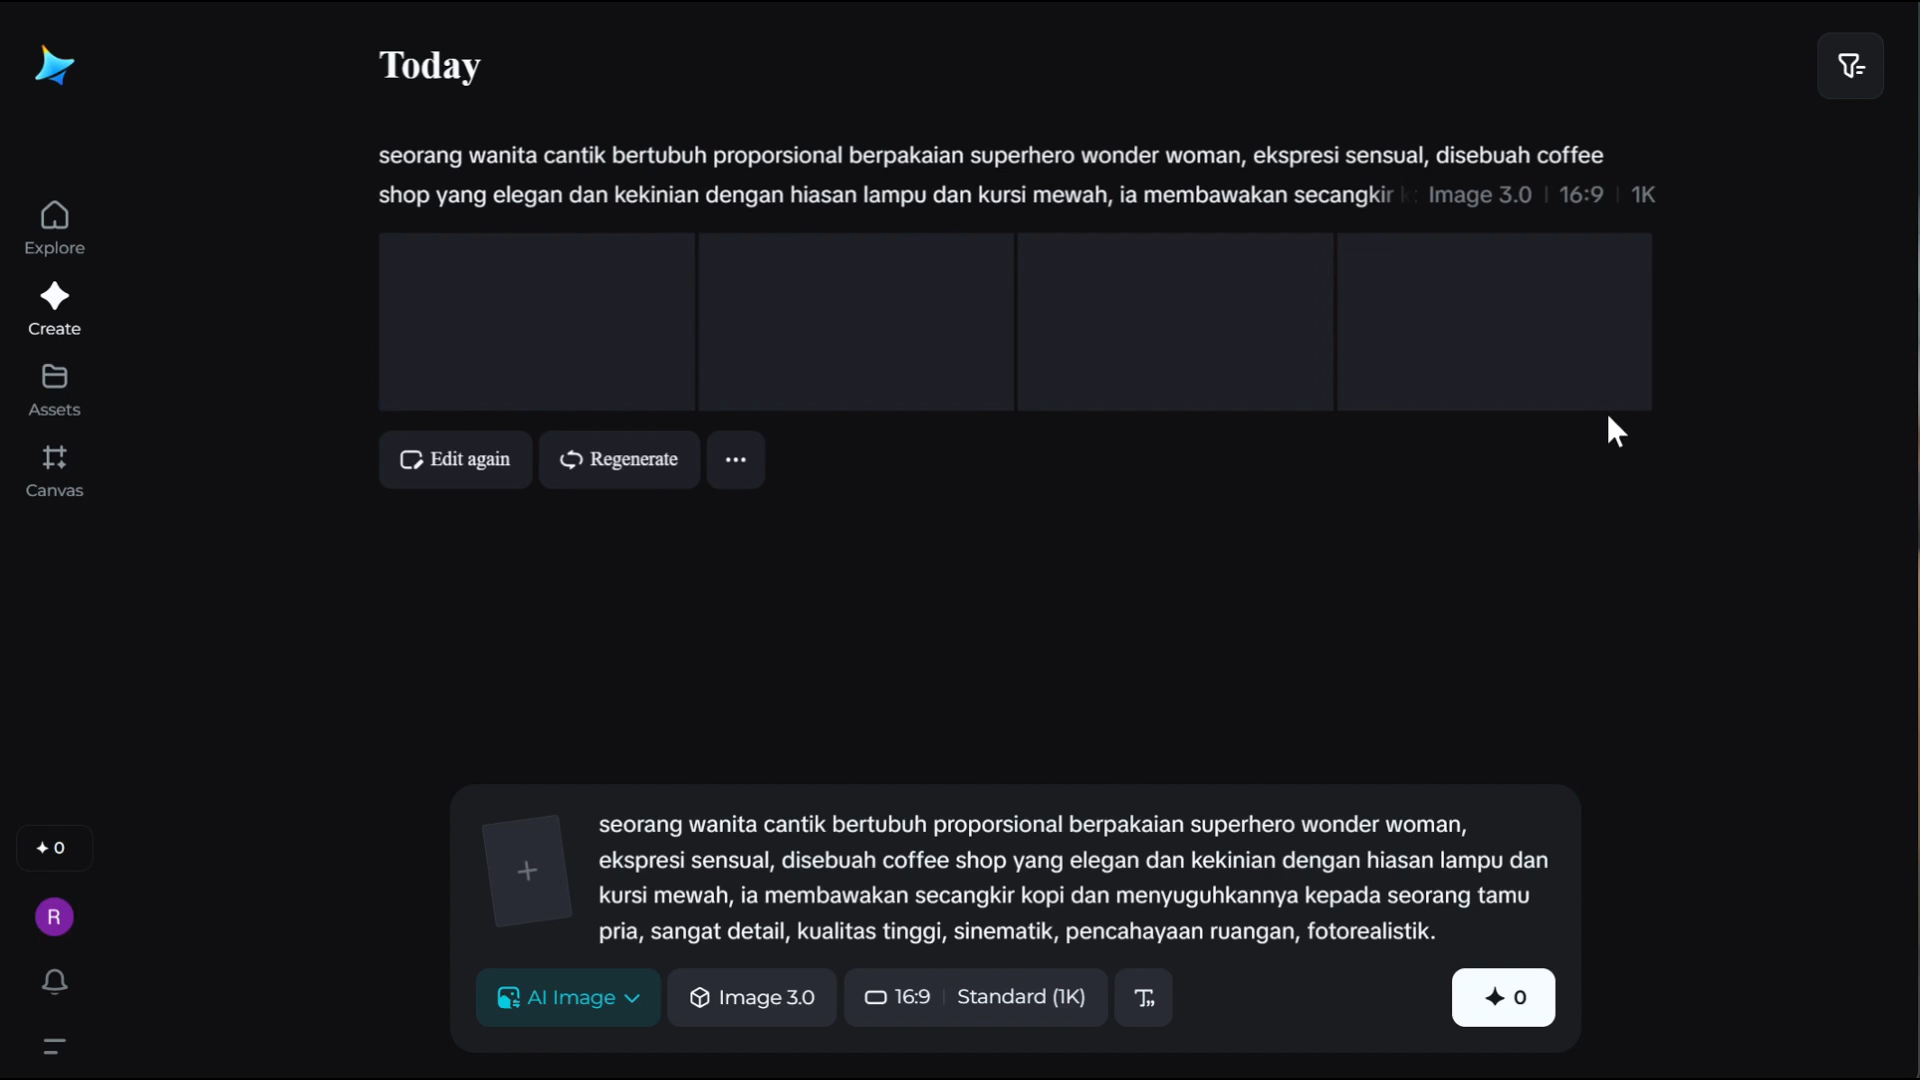 Today
seorang wanita cantik bertubuh proporsional berpakaian superhero wonder woman, ekspresi sensual, disebuah coffee
shop yang elegan dan kekinian dengan hiasan lampu dan kursi mewah, ia membawakan secangkir Image 3.0 | 16:9 | 1K
Explore
Create
Assets
Canvas
Edit again
Regenerate
0
R
seorang wanita cantik bertubuh proporsional berpakaian superhero wonder woman,
ekspresi sensual, disebuah coffee shop yang elegan dan kekinian dengan hiasan lampu dan
kursi mewah, ia membawakan secangkir kopi dan menyuguhkannya kepada seorang tamu
pria, sangat detail, kualitas tinggi, sinematik, pencahayaan ruangan, fotorealistik.
AI Image
Image 3.0
16:9 | Standard (1K)
0